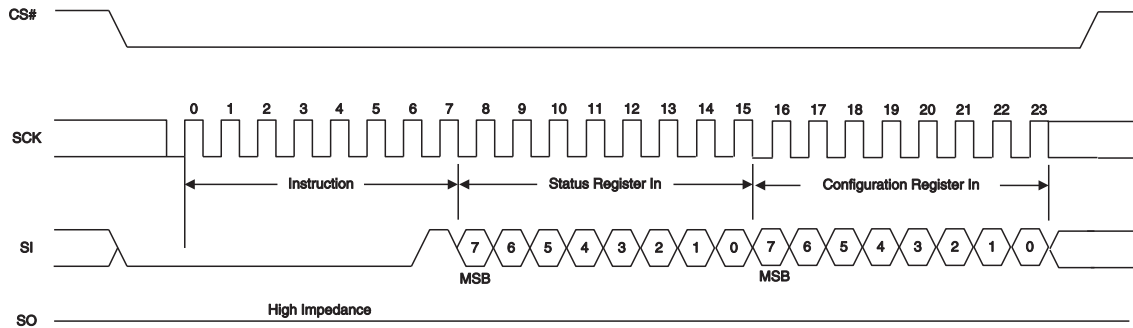 CS#
0 1 2 3 4 5 6 7 8 9 10 11 12 13 14 15 16 17 18 19 20 21 22 23
SCK
Instruction Status Register In Configuration Register In
SI 7 6 5 4 3 2 1 0 7 6 5 4 3 2 1 0
MSB MSB
High Impedance
SO